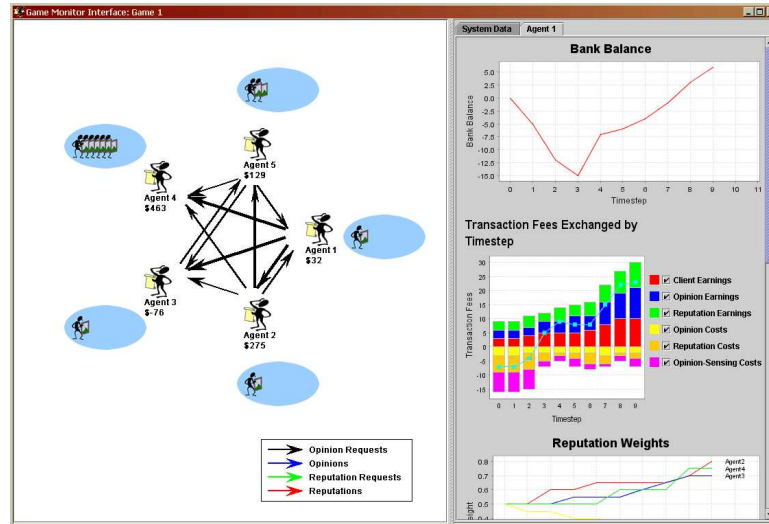 Game Monitor Interface: Game 1
System Data
Agent 1
Agent 5
$129
Agent 4
$463
Agent 1
$32
Agent 3
$-76
Agent 2
$275
Opinion Requests
Opinions
Reputation Requests
Reputations
Bank Balance
Bank Balance
5.0
2.5
0.0
-2.5
-5.0
-7.5
-10.0
-12.5
-15.0
0 1 2 3 4 5 6 7 8 9 10 11
Timestep
Transaction Fees Exchanged by
Timestep
Transaction Fees
30
25
20
15
10
5
0
-5
-10
-15
0 1 2 3 4 5 6 7 8 9
Timestep
Client Earnings
Opinion Earnings
Reputation Earnings
Opinion Costs
Reputation Costs
Opinion-Sensing Costs
Reputation Weights
0.8
0.7
0.6
0.5
0.4
Agent2
Agent4
Agent3